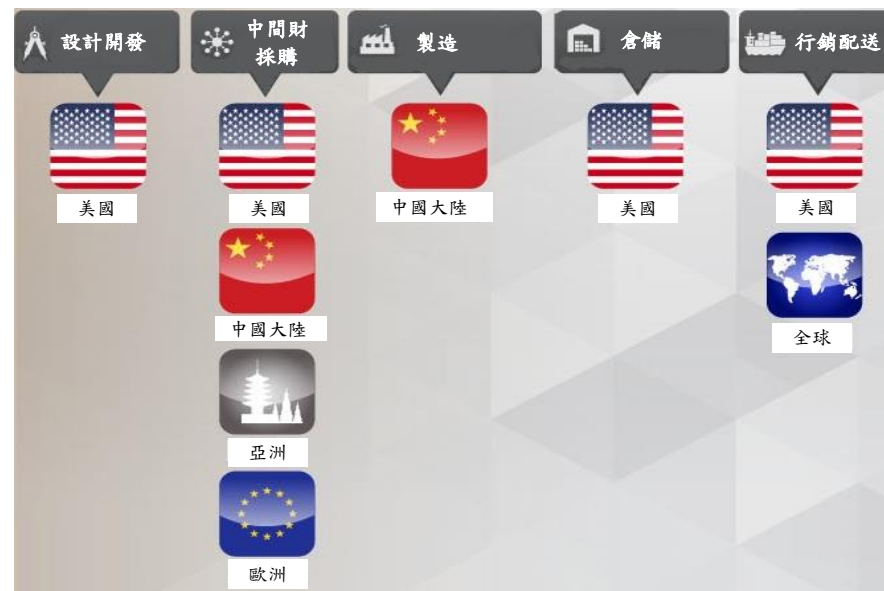 設計開發
中間財
採購
製造
倉儲
行銷配送
美國
美國
中國大陸
美國
美國
中國大陸
全球
亞洲
歐洲